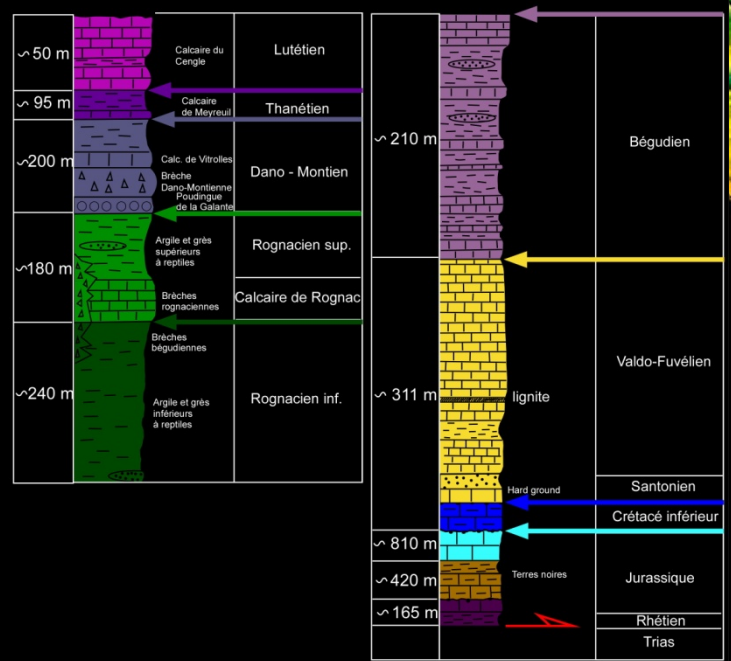 ~50 m
Calcaire du
Cengle
Lutétien
~95 m
Calcaire
de Meyreuil
Thanétien
~200 m
Calc. de Vitrolles
Brèche
Dano-Montienne
Poudingue
de la Galante
Dano - Montien
~180 m
Argile et grès
supérieurs
à reptiles
Rognacien sup.
Brèches
rognaciennes
Calcaire de Rognac
~240 m
Brèches
bégudiennes
Argile et grès
inférieurs
à reptiles
Rognacien inf.
~ 210 m
Bégudien
~ 311 m
lignite
Valdo-Fuvélien
Hard ground
Santonien
Crétacé inférieur
~ 810 m
~ 420 m
Terres noires
Jurassique
~ 165 m
Rhétien
Trias